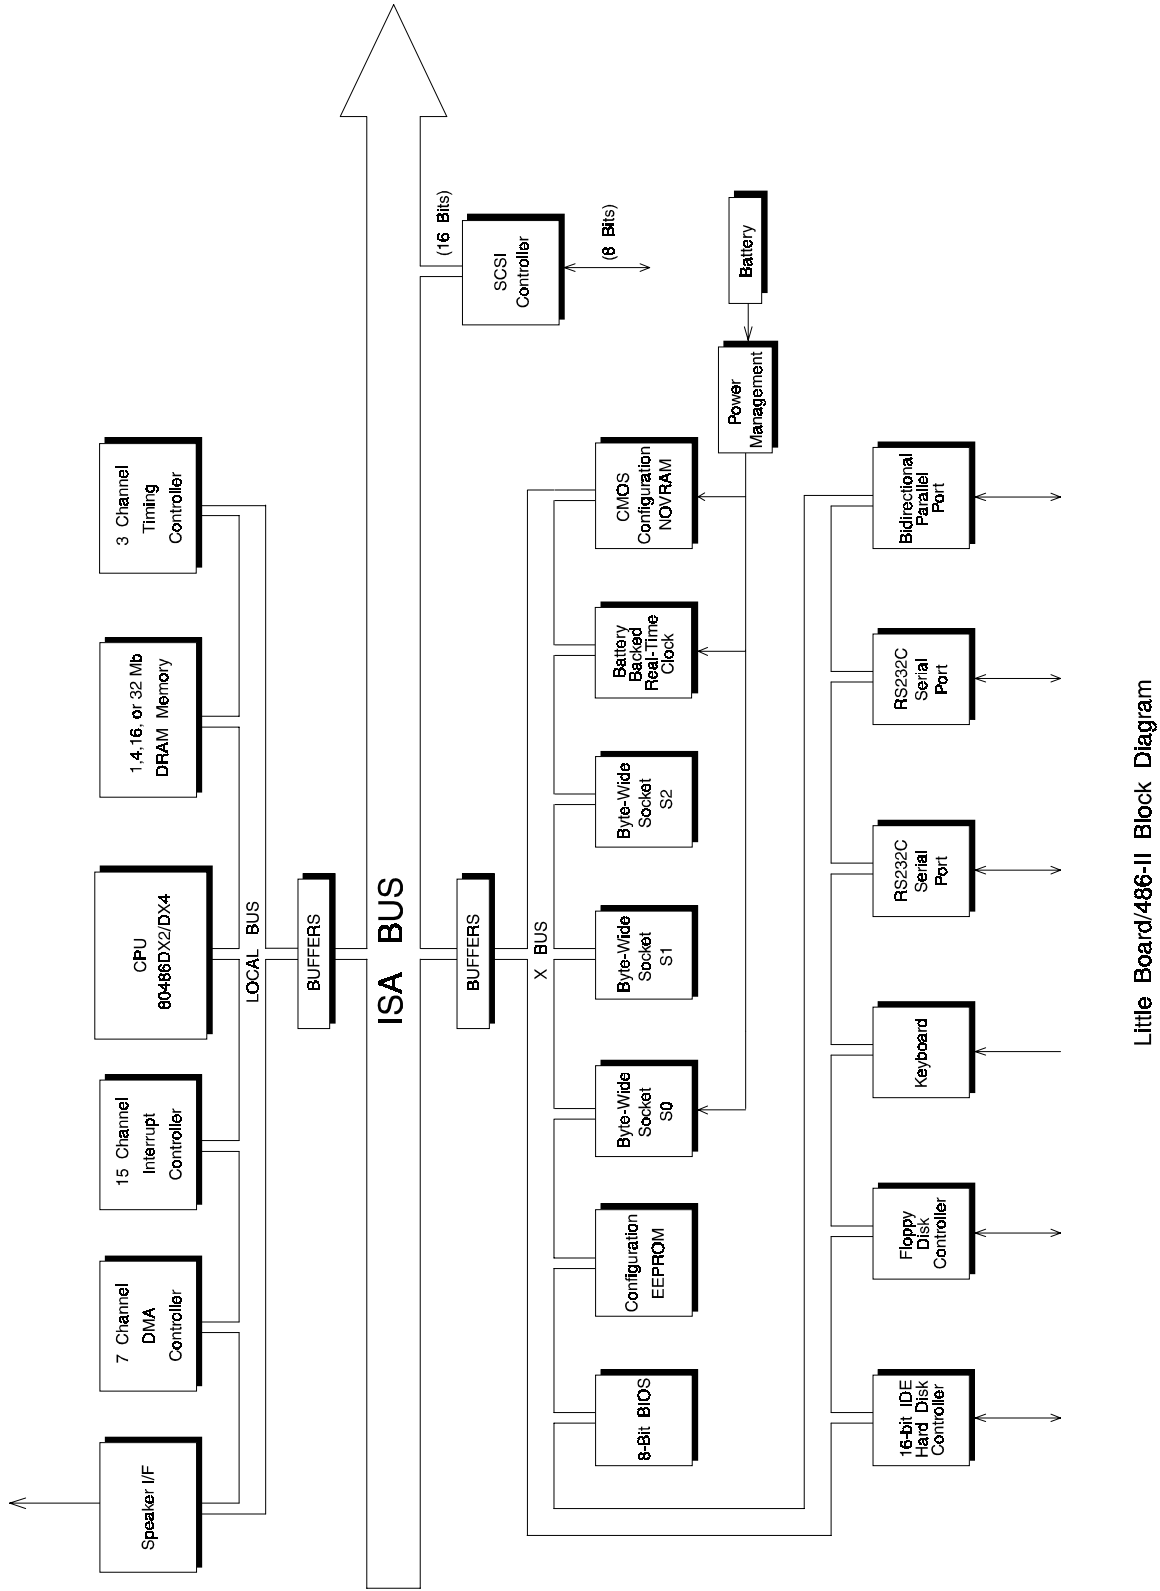 Speaker I/F
7 Channel
DMA
Controller
15 Channel
Interrupt
Controller
CPU
80486DX2/DX4
1,4,16, or 32 Mb
DRAM Memory
3 Channel
Timing
Controller
LOCAL BUS
BUFFERS
ISA BUS
(16 Bits)
BUFFERS
SCSI
Controller
X BUS
(8 Bits)
8-Bit BIOS
Configuration
EEPROM
Byte-Wide
Socket
S0
Byte-Wide
Socket
S1
Byte-Wide
Socket
S2
Battery
Backed
Real-Time
Clock
CMOS
Configuration
NOVRAM
Power
Management
Battery
16-bit IDE
Hard Disk
Controller
Floppy
Disk
Controller
Keyboard
RS232C
Serial
Port
RS232C
Serial
Port
Bidirectional
Parallel
Port
Little Board/486-II Block Diagram